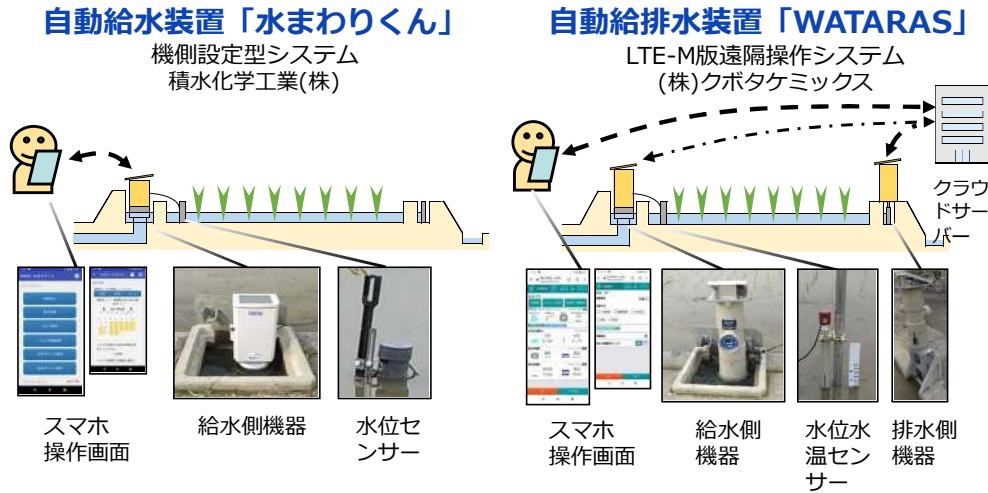 自動給水装置「水まわりくん」
機側設定型システム
積水化学工業(株)
スマホ
操作画面
給水側機器
水位セ
ンサー
自動給排水装置「WATARAS」
LTE-M版遠隔操作システム
(株)クボタケミックス
クラウ
ドサー
バー
スマホ
操作画面
給水側
機器
水位水
温セン
サー
排水側
機器